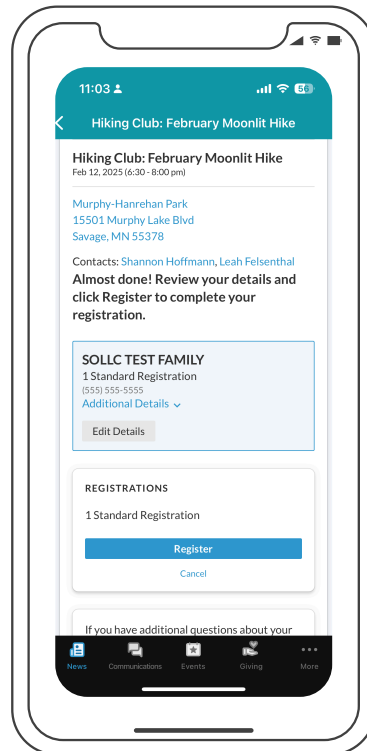 11:03
56
Hiking Club: February Moonlit Hike
Hiking Club: February Moonlit Hike
Feb 12, 2025 (6:30 - 8:00 pm)
Murphy-Hanrehan Park
15501 Murphy Lake Blvd
Savage, MN 55378
Contacts: Shannon Hoffmann, Leah Felsenthal
Almost done! Review your details and
click Register to complete your
registration.
SOLLC TEST FAMILY
1 Standard Registration
(555) 555-5555
Additional Details
Edit Details
REGISTRATIONS
1 Standard Registration
Register
Cancel
If you have additional questions about your
News Communications Events Giving More